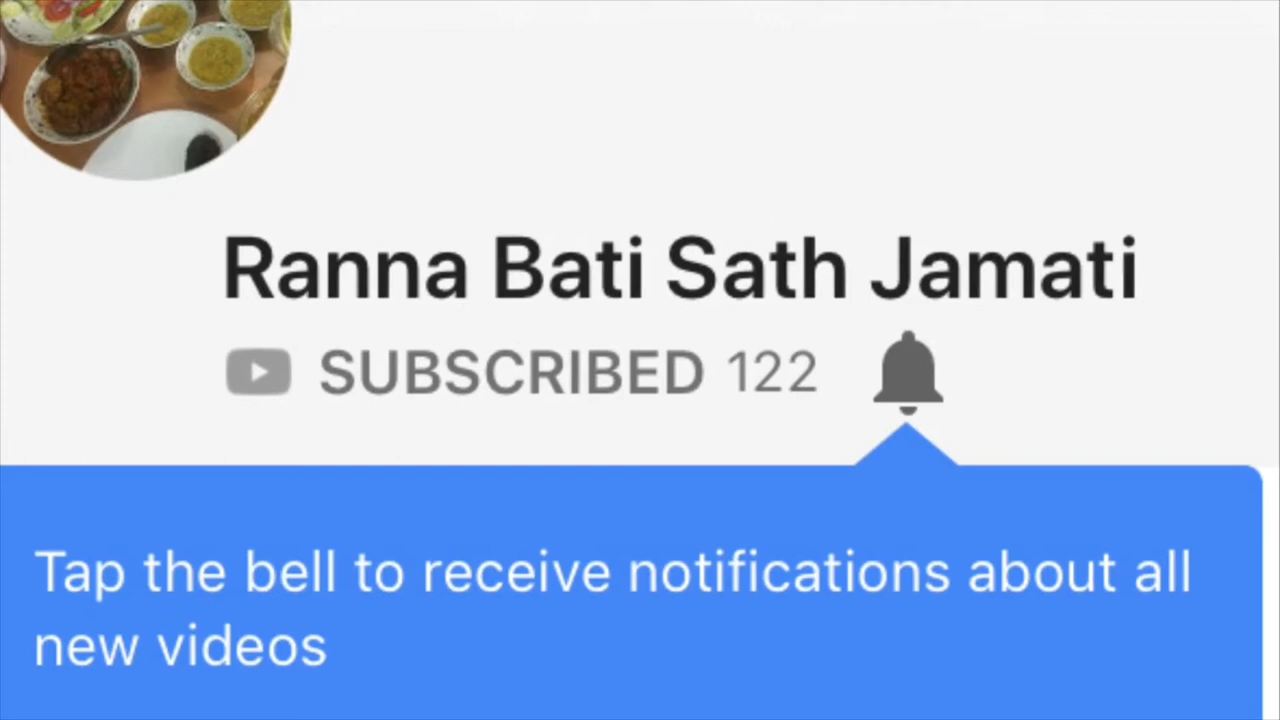 Ranna Bati Sath Jamati
SUBSCRIBED 122
Tap the bell to receive notifications about all
new videos